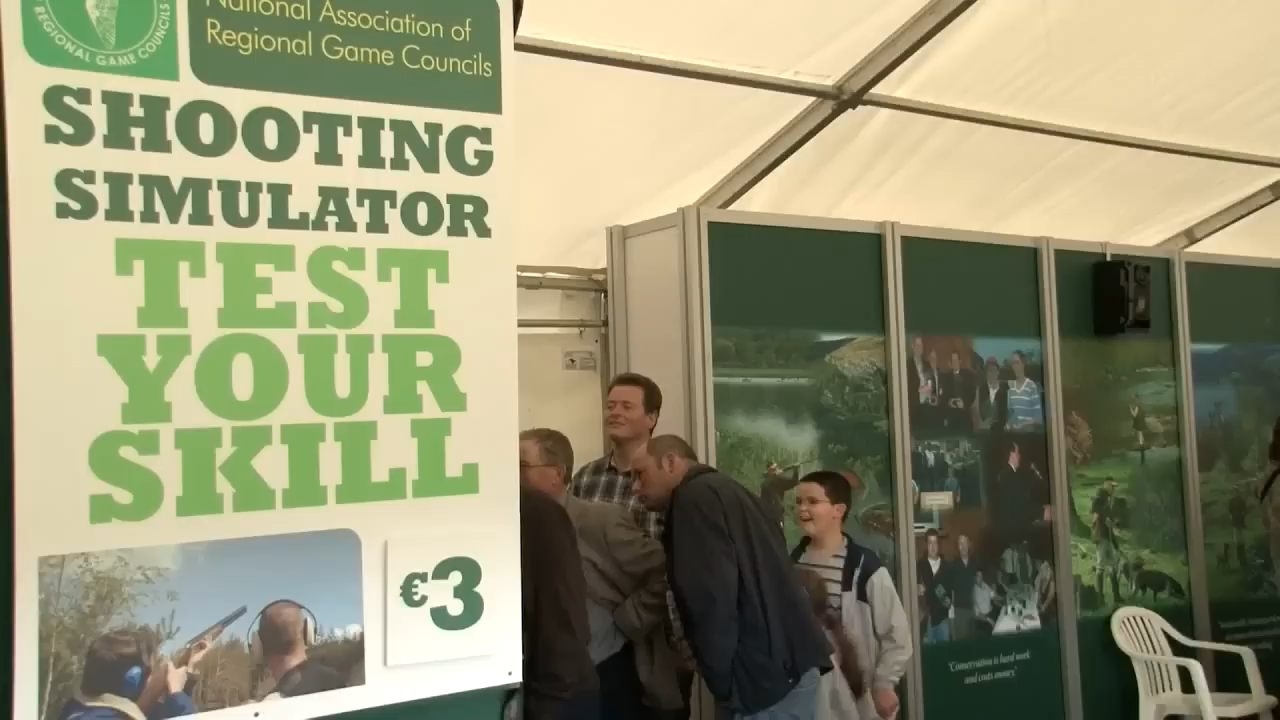 REGIONAL GAME COUNCILS
National Association of
Regional Game Councils
SHOOTING
SIMULATOR
TEST
YOUR
SKILL
€3
'Conservation is hard work
and costs money'